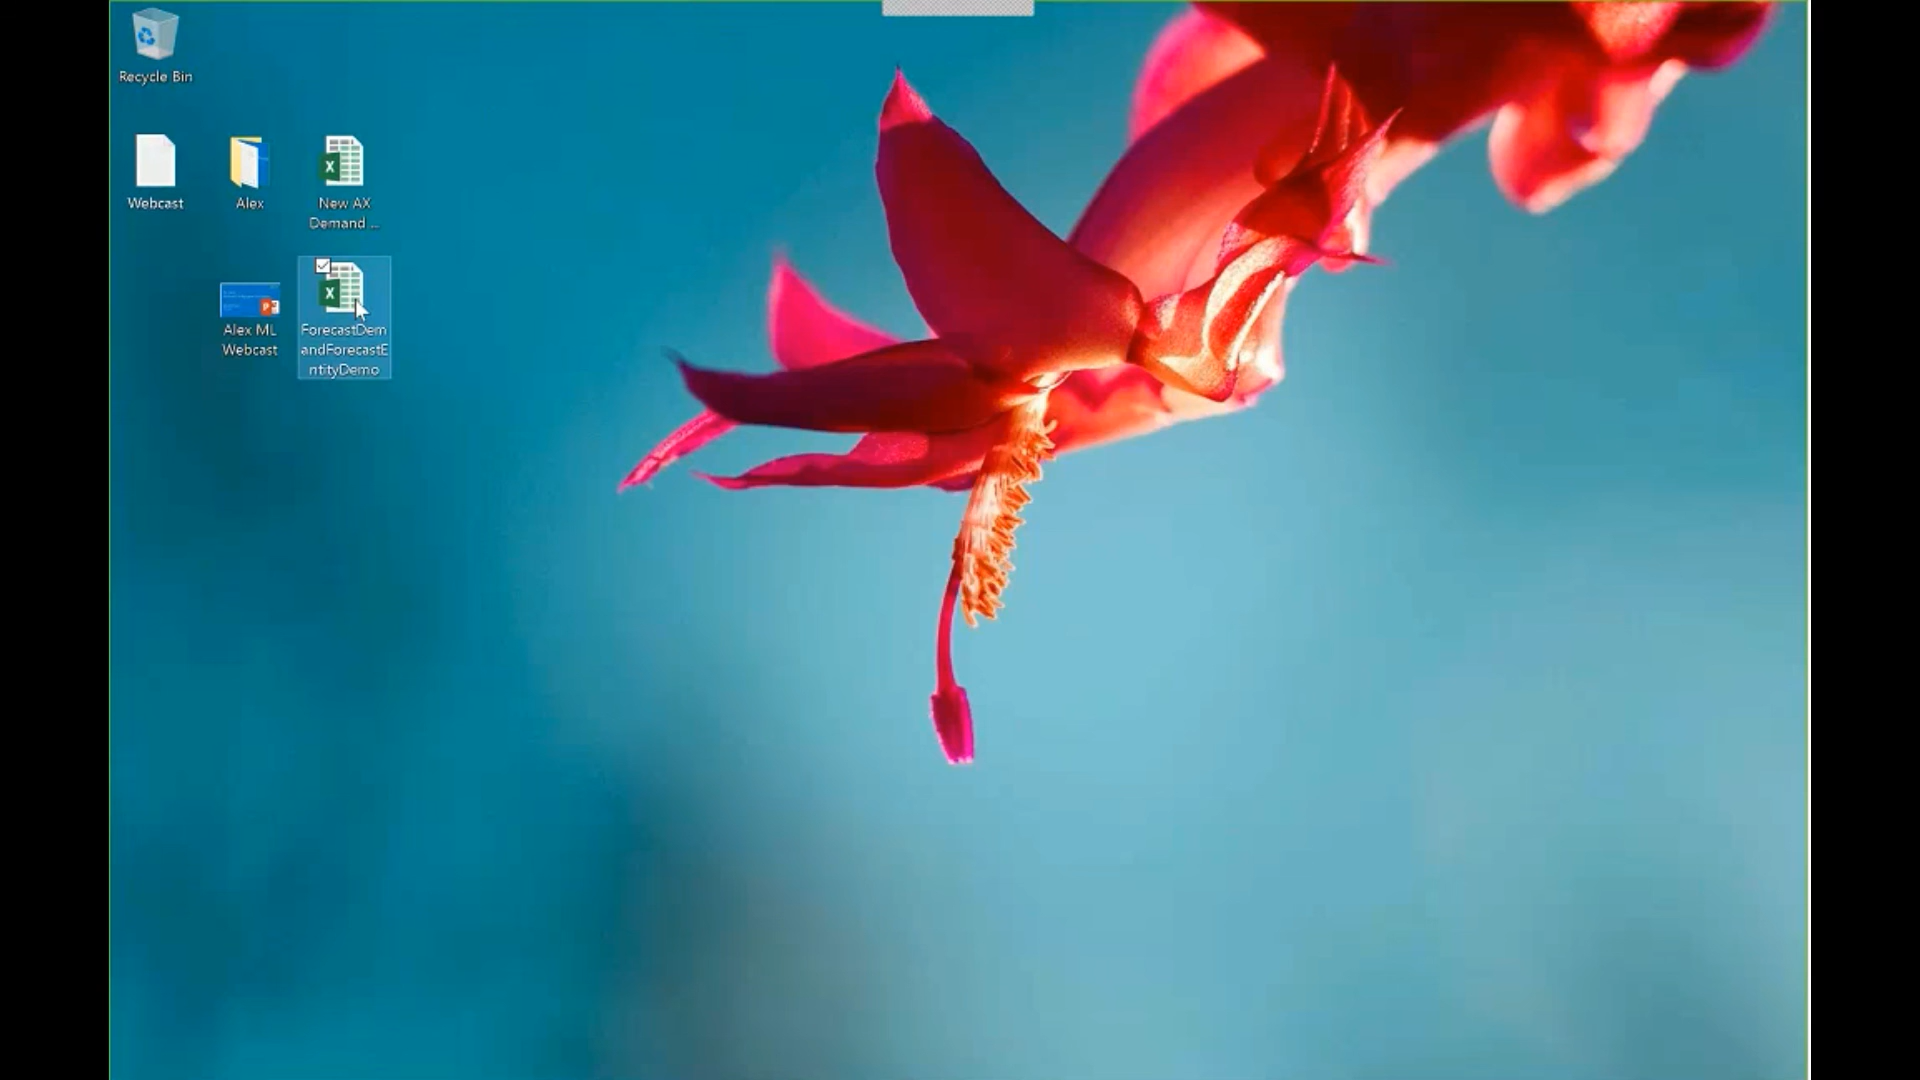 Recycle Bin
Webcast
Alex
New AX
Demand ...
Alex ML
Webcast
ForecastDem
andForecastE
ntityDemo